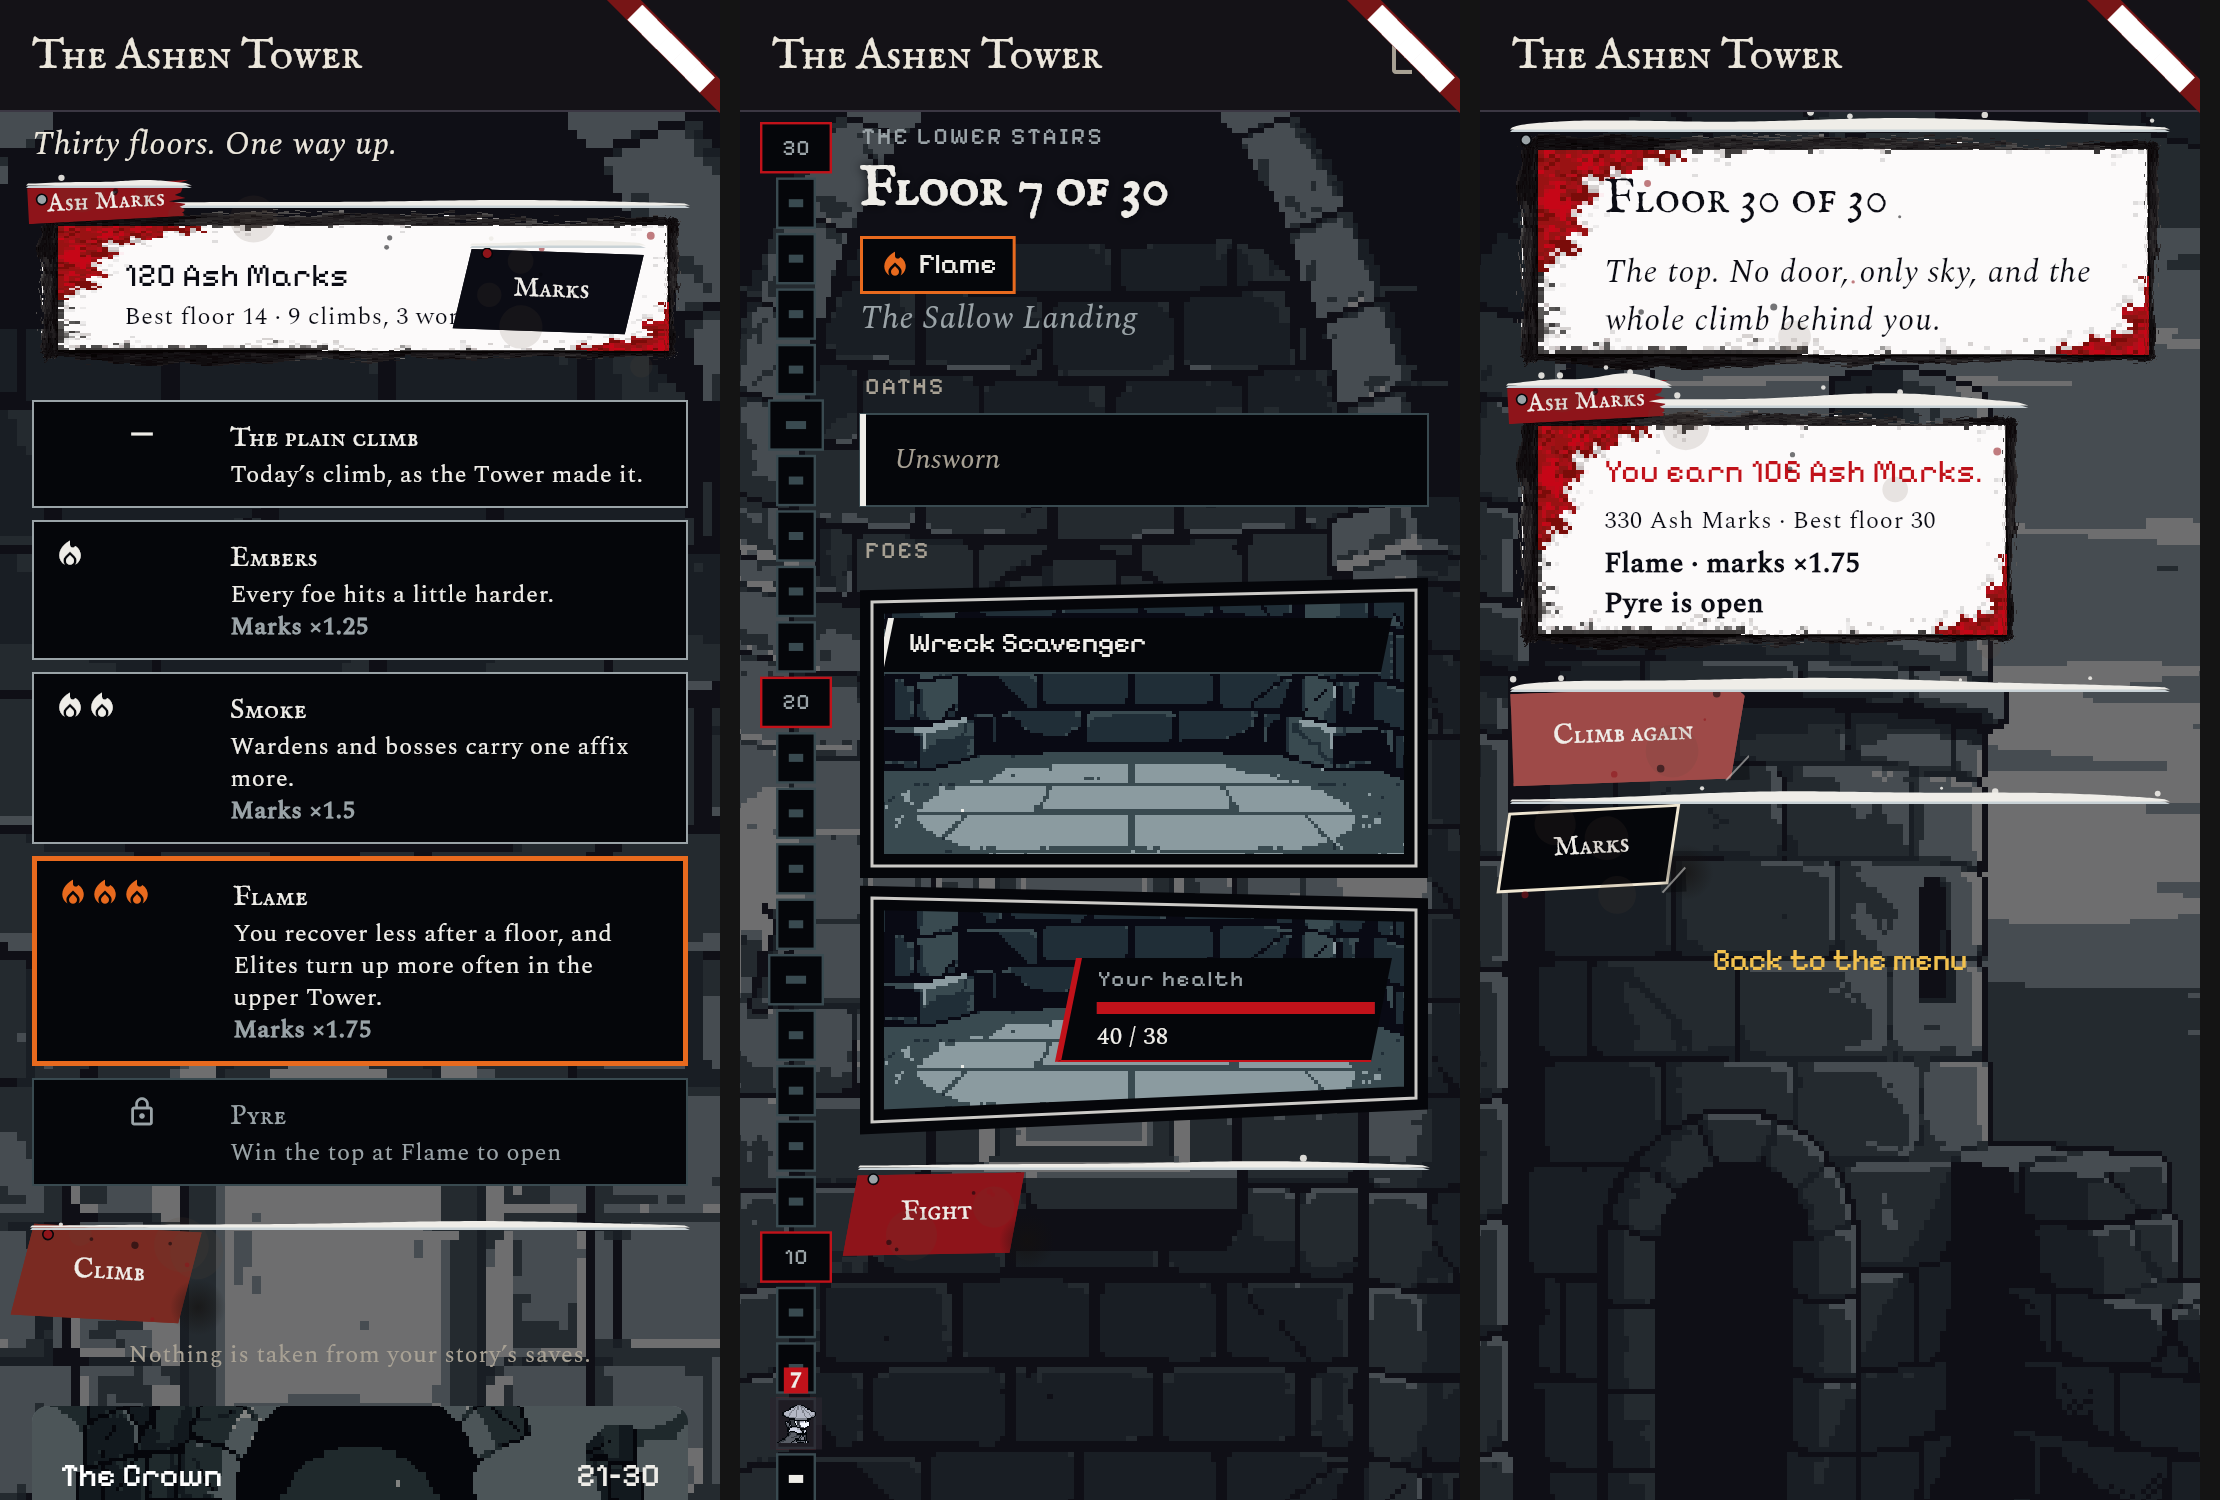 The Ashen Tower
Thirty floors. One way up.
Ash Marks
120 Ash Marks
Best floor 14 · 9 climbs, 3 wor
Marks
The plain climb
Today's climb, as the Tower made it.
Embers
Every foe hits a little harder.
Marks ×1.25
Smoke
Wardens and bosses carry one affix
more.
Marks ×1.5
Flame
You recover less after a floor, and
Elites turn up more often in the
upper Tower.
Marks ×1.75
Pyre
Win the top at Flame to open
Climb
Nothing is taken from your story's saves.
The Crown
21-30
The Ashen Tower
30
THE LOWER STAIRS
Floor 7 of 30
Flame
The Sallow Landing
OATHS
Unsworn
FOES
Wreck Scavenger
20
Your health
40 / 38
Fight
10
7
The Ashen Tower
Floor 30 of 30
The top. No door, only sky, and the
whole climb behind you.
Ash Marks
You earn 106 Ash Marks.
330 Ash Marks · Best floor 30
Flame · marks ×1.75
Pyre is open
Climb again
Marks
Back to the menu